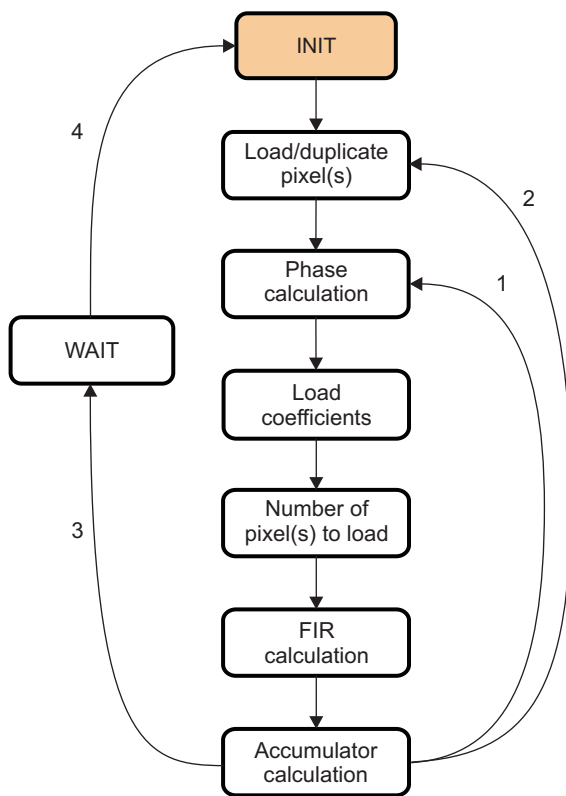 INIT
4
Load/duplicate
pixel(s)
2
Phase
calculation
1
WAIT
Load
coefficients
Number of
pixel(s) to load
3
FIR
calculation
Accumulator
calculation